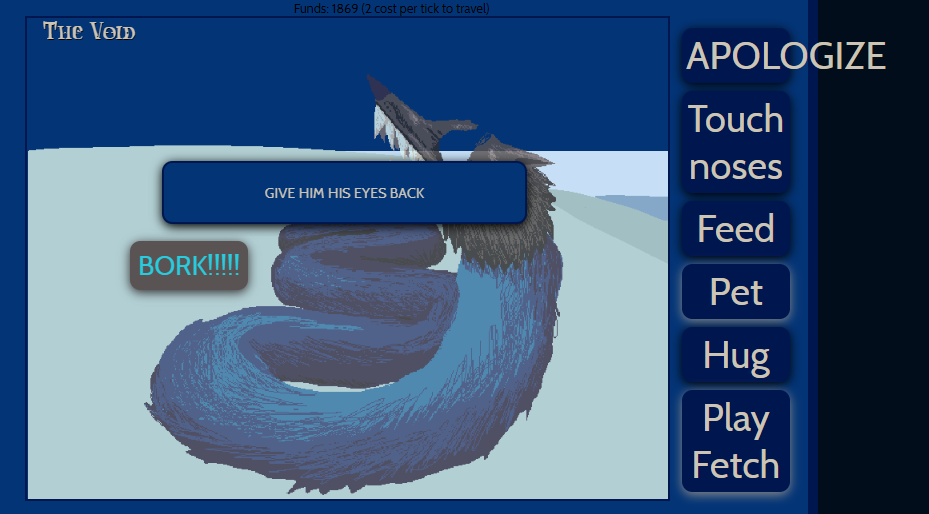 Funds: 1869 (2 cost per tick to travel)
The Void
GIVE HIM HIS EYES BACK
BORK!!!!!
APOLOGIZE
Touch
noses
Feed
Pet
Hug
Play
Fetch